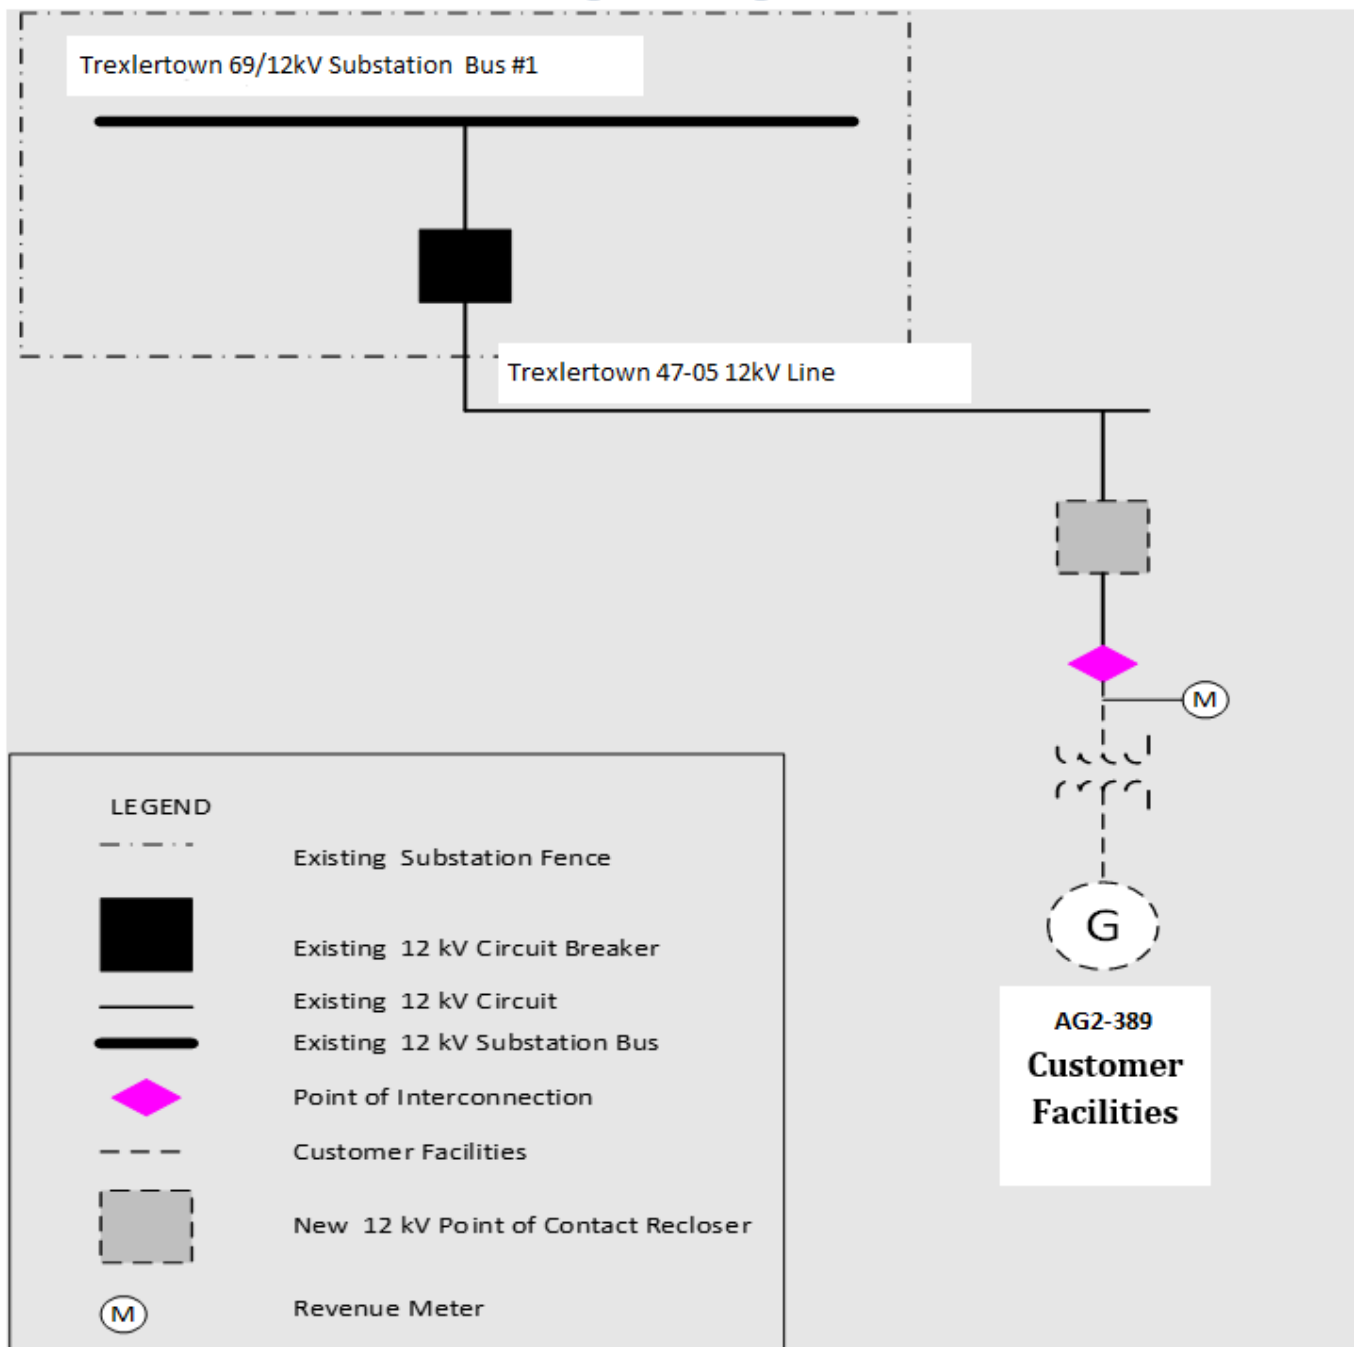 Trexlertown 69/12kV Substation Bus #1
Trexlertown 47-05 12kV Line
M
G
AG2-389
Customer
Facilities
LEGEND
Existing Substation Fence
Existing 12 kV Circuit Breaker
Existing 12 kV Circuit
Existing 12 kV Substation Bus
Point of Interconnection
Customer Facilities
New 12 kV Point of Contact Recloser
M Revenue Meter